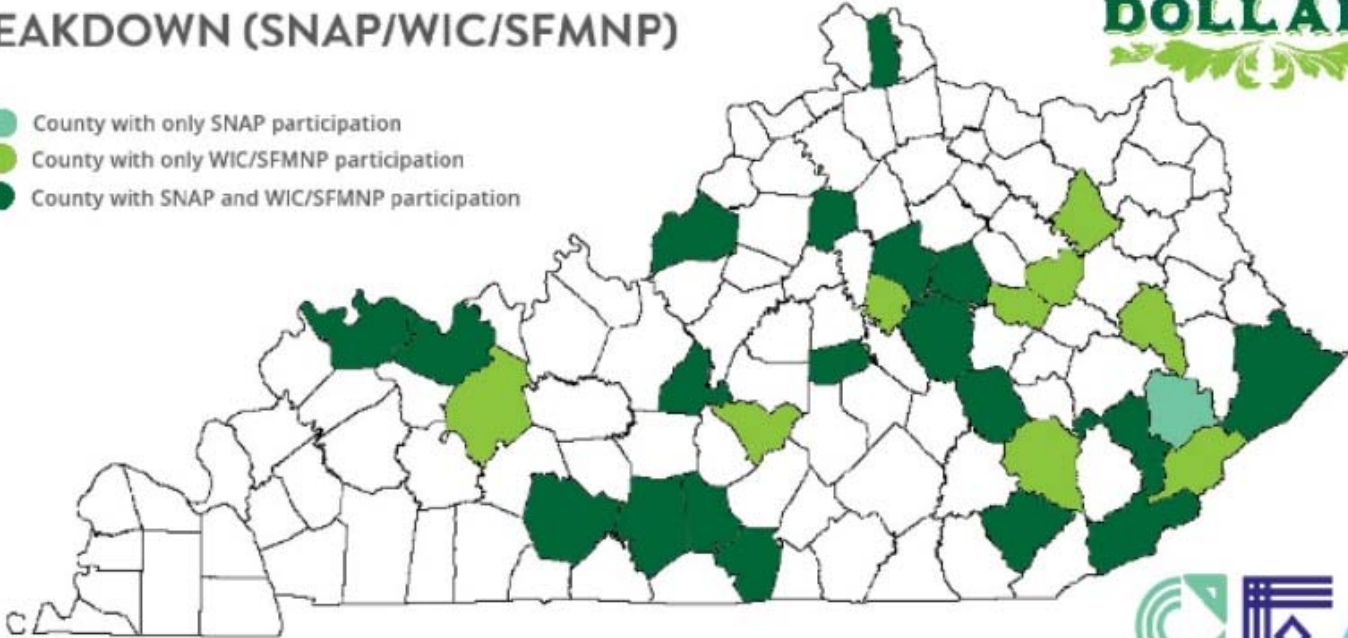 EAKDOWN (SNAP/WIC/SFMNP)
DOLLA
County with only SNAP participation
County with only WIC/SFMNP participation
County with SNAP and WIC/SFMNP participation